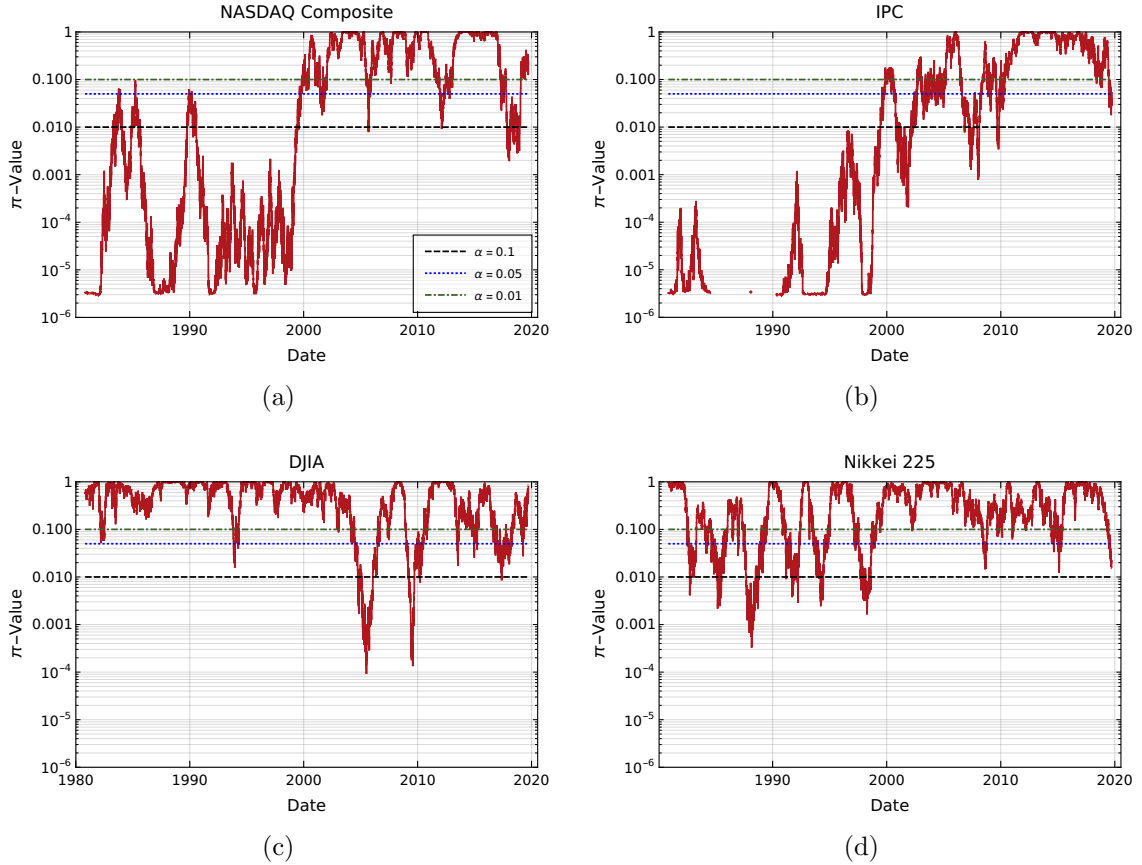 NASDAQ Composite
1
0.100
0.010
0.001
10⁻⁴
10⁻⁵
10⁻⁶
π−Value
α = 0.1
α = 0.05
α = 0.01
1990
2000
2010
2020
Date
(a)
IPC
1
0.100
0.010
0.001
10⁻⁴
10⁻⁵
10⁻⁶
π−Value
1990
2000
2010
2020
Date
(b)
DJIA
1
0.100
0.010
0.001
10⁻⁴
10⁻⁵
10⁻⁶
π−Value
1980
1990
2000
2010
2020
Date
(c)
Nikkei 225
1
0.100
0.010
0.001
10⁻⁴
10⁻⁵
10⁻⁶
π−Value
1990
2000
2010
2020
Date
(d)